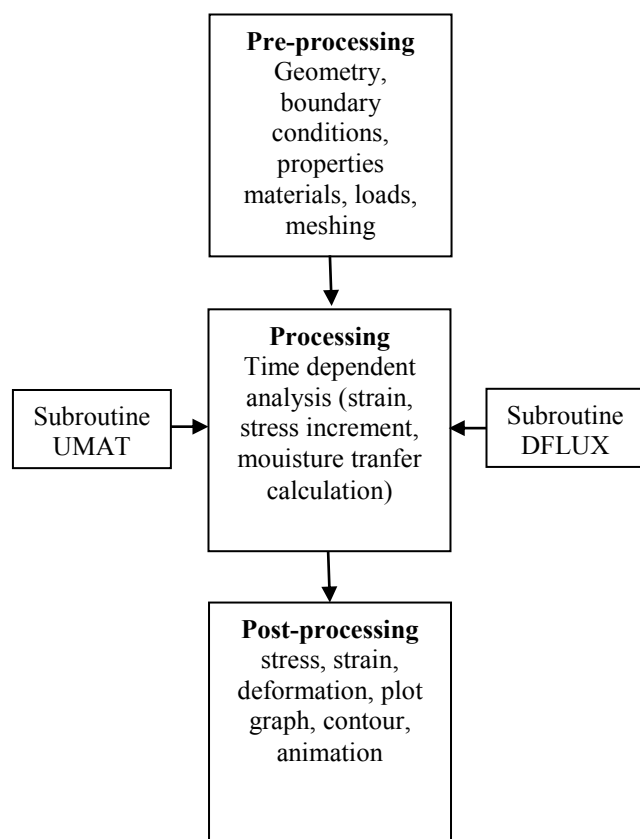 Pre-processing
Geometry,
boundary
conditions,
properties
materials, loads,
meshing
Processing
Time dependent
analysis (strain,
stress increment,
mouisture tranfer
calculation)
Subroutine
UMAT
Subroutine
DFLUX
Post-processing
stress, strain,
deformation, plot
graph, contour,
animation